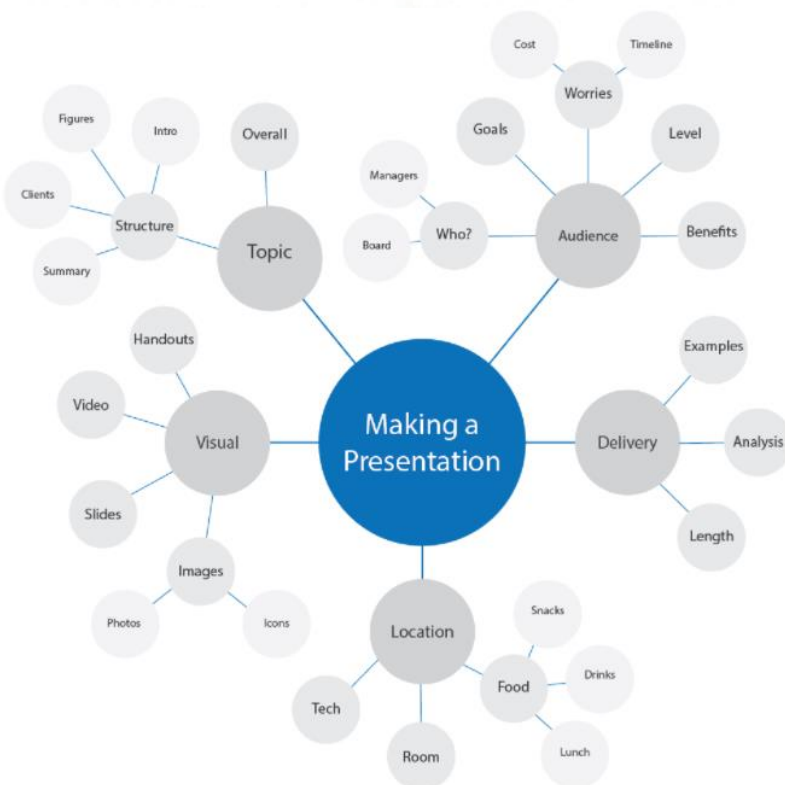 Making a
Presentation
Topic
Overall
Structure
Intro
Figures
Clients
Summary
Audience
Who?
Managers
Board
Goals
Worries
Cost
Timeline
Level
Benefits
Delivery
Examples
Analysis
Length
Location
Food
Snacks
Drinks
Lunch
Room
Tech
Visual
Handouts
Video
Slides
Images
Photos
Icons